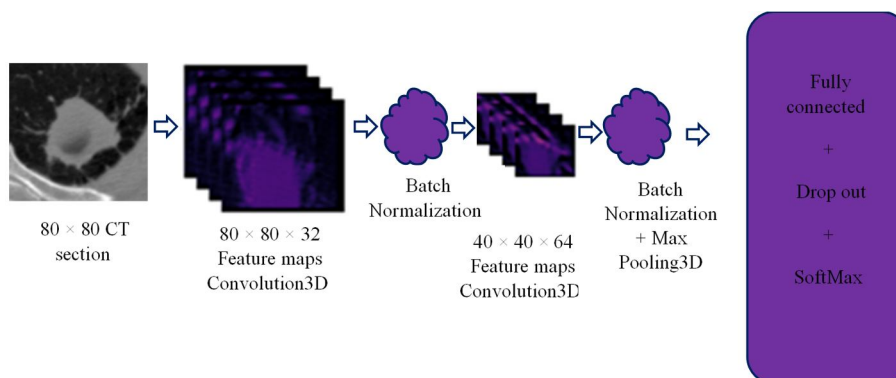 80 × 80 CT
section
80 × 80 × 32
Feature maps
Convolution3D
Batch
Normalization
40 × 40 × 64
Feature maps
Convolution3D
Batch
Normalization
+ Max
Pooling3D
Fully
connected
+
Drop out
+
SoftMax